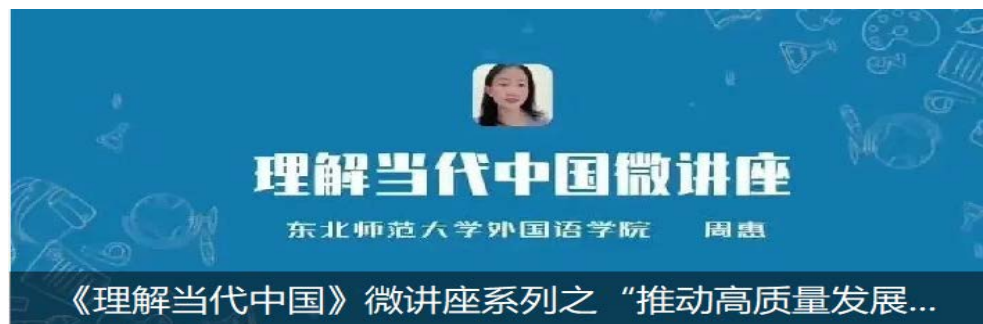 理解当代中国微讲座
东北师范大学外国语学院 周惠
《理解当代中国》微讲座系列之“推动高质量发展...